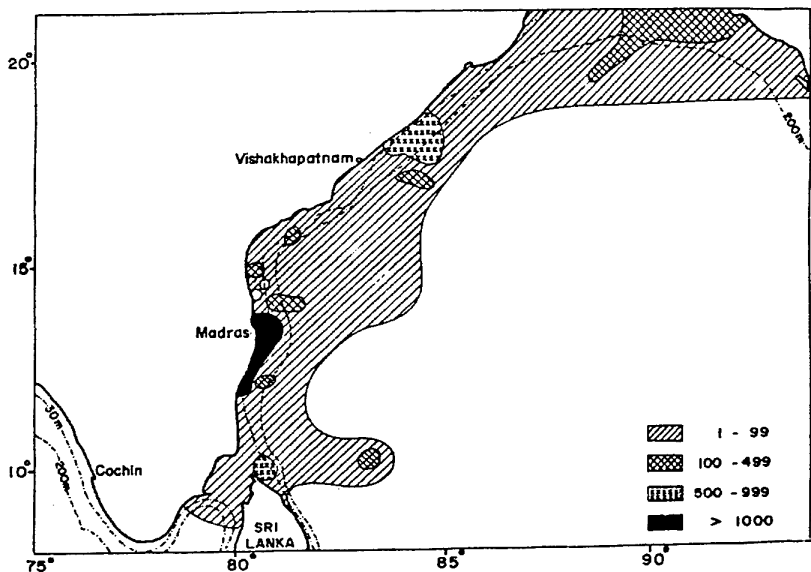 20°
200m
Vishakhapatnam
15°
Madras
30m
200m
Cochin
10°
SRI
LANKA
1 - 99
100 - 499
500 - 999
> 1000
75°
80°
85°
90°